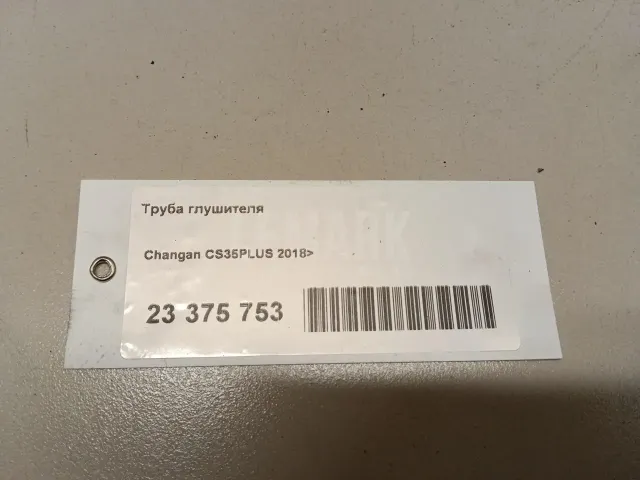 Труба глушителя
Changan CS35PLUS 2018>
23 375 753